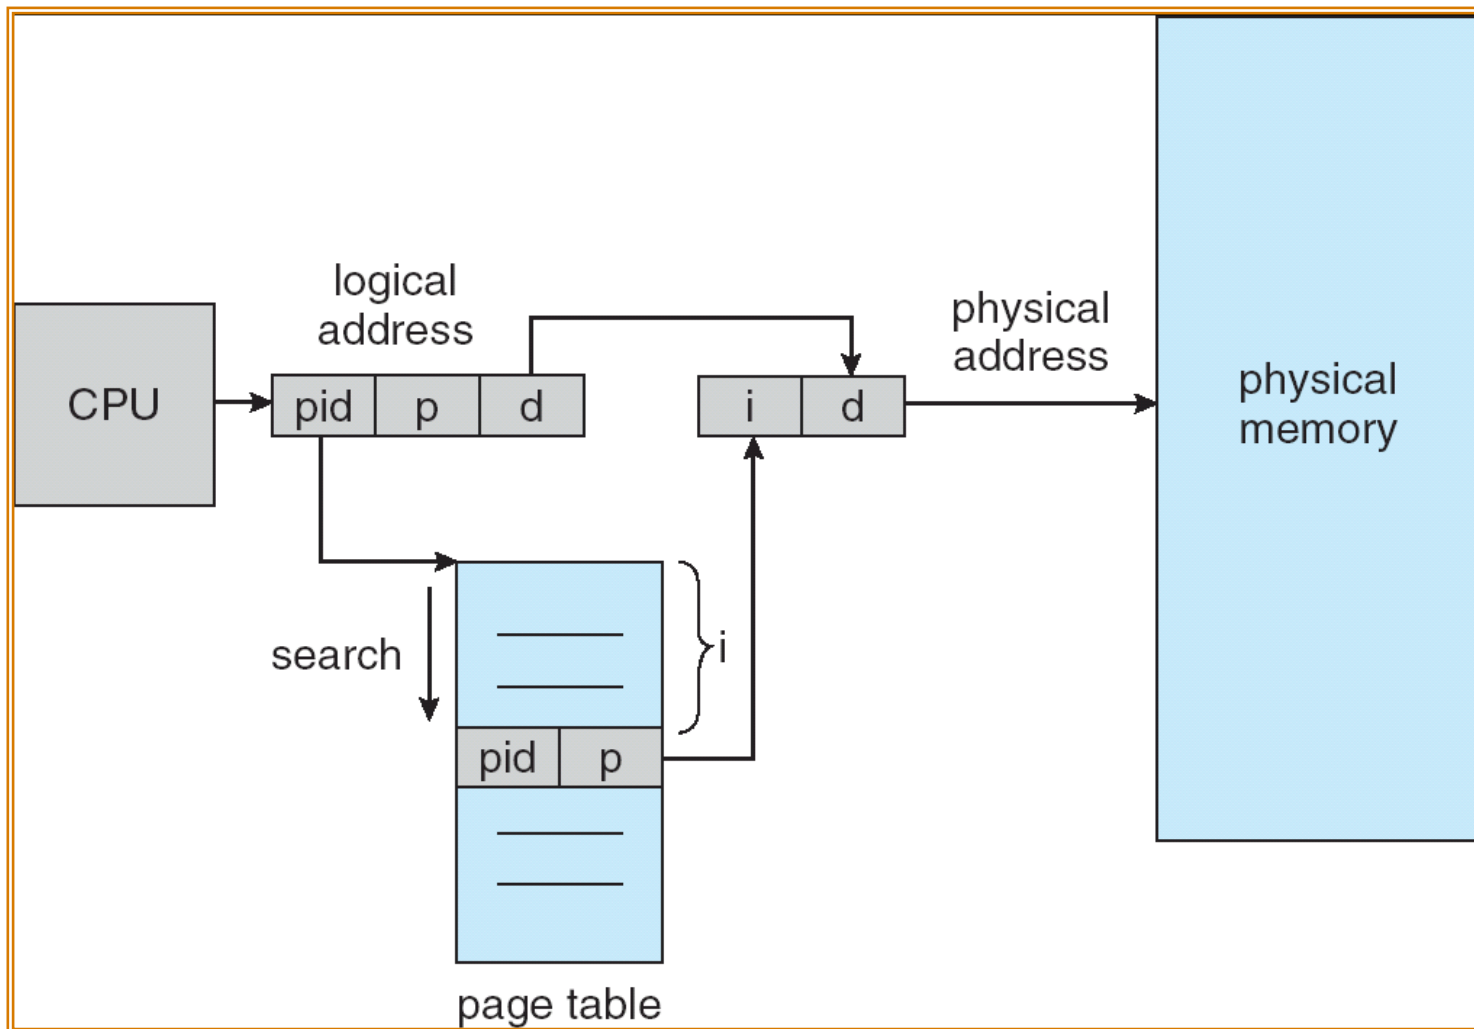 logical
address
physical
address
CPU
pid p d
i d
physical
memory
search
i
pid p
page table